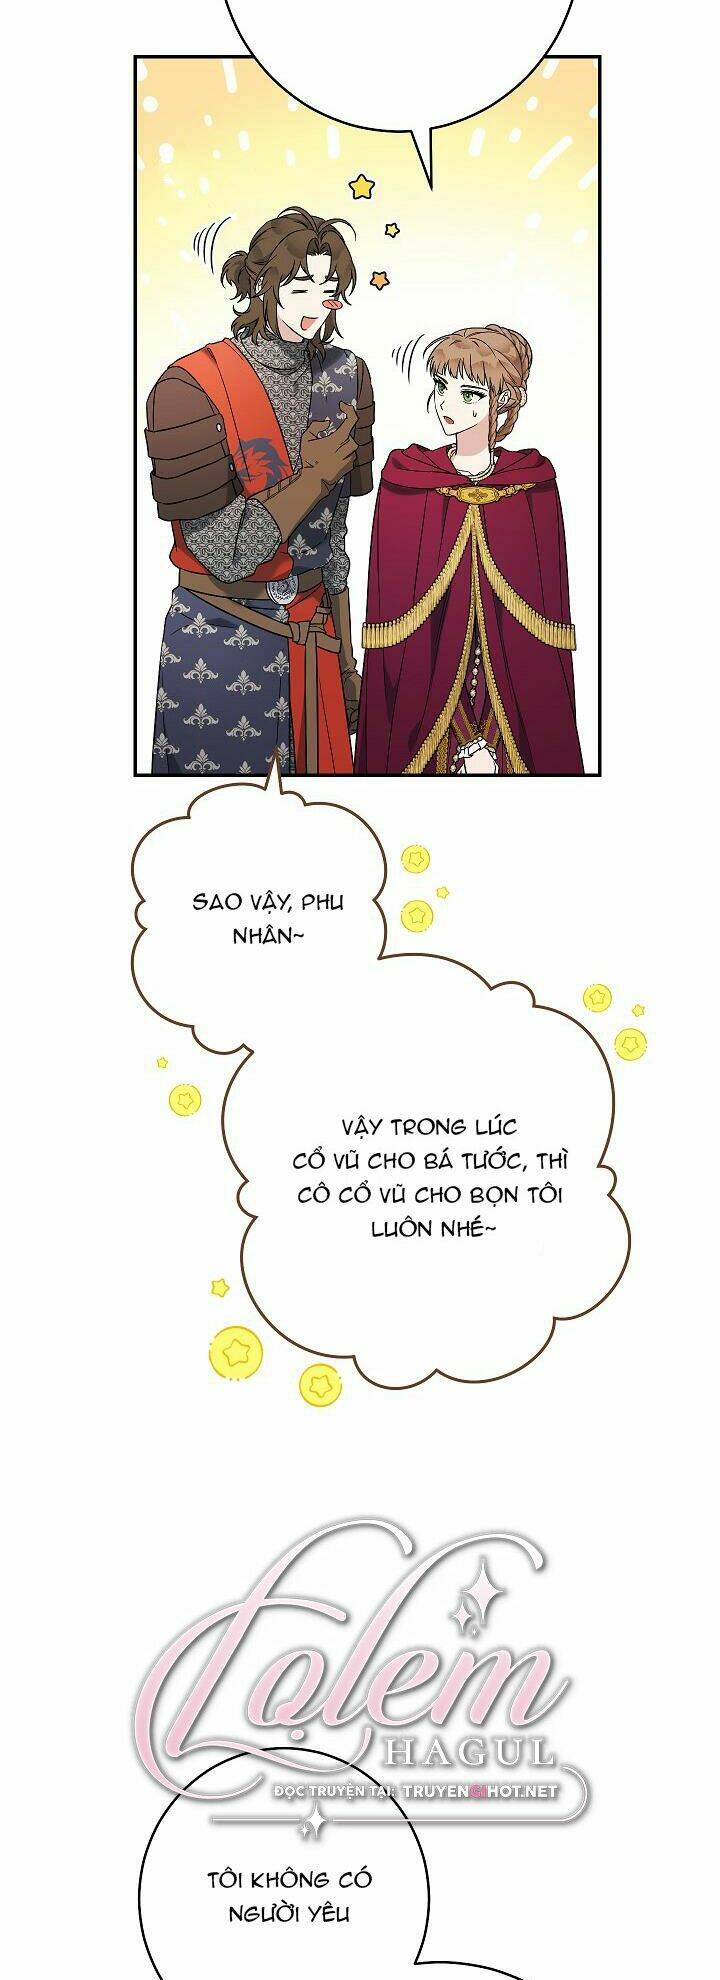 SAO VẬY, PHU
NHÂN~
VẬY TRONG LÚC
CỔ VŨ CHO BÁ TƯỚC, THÌ
CÔ CỔ VŨ CHO BỌN TÔI
LUÔN NHÉ~
Lọlem
HAGUL
ĐỌC TRUYỆN TẠI: TRUYENGIHOT.NET
TÔI KHÔNG CÓ
NGƯỜI YÊU